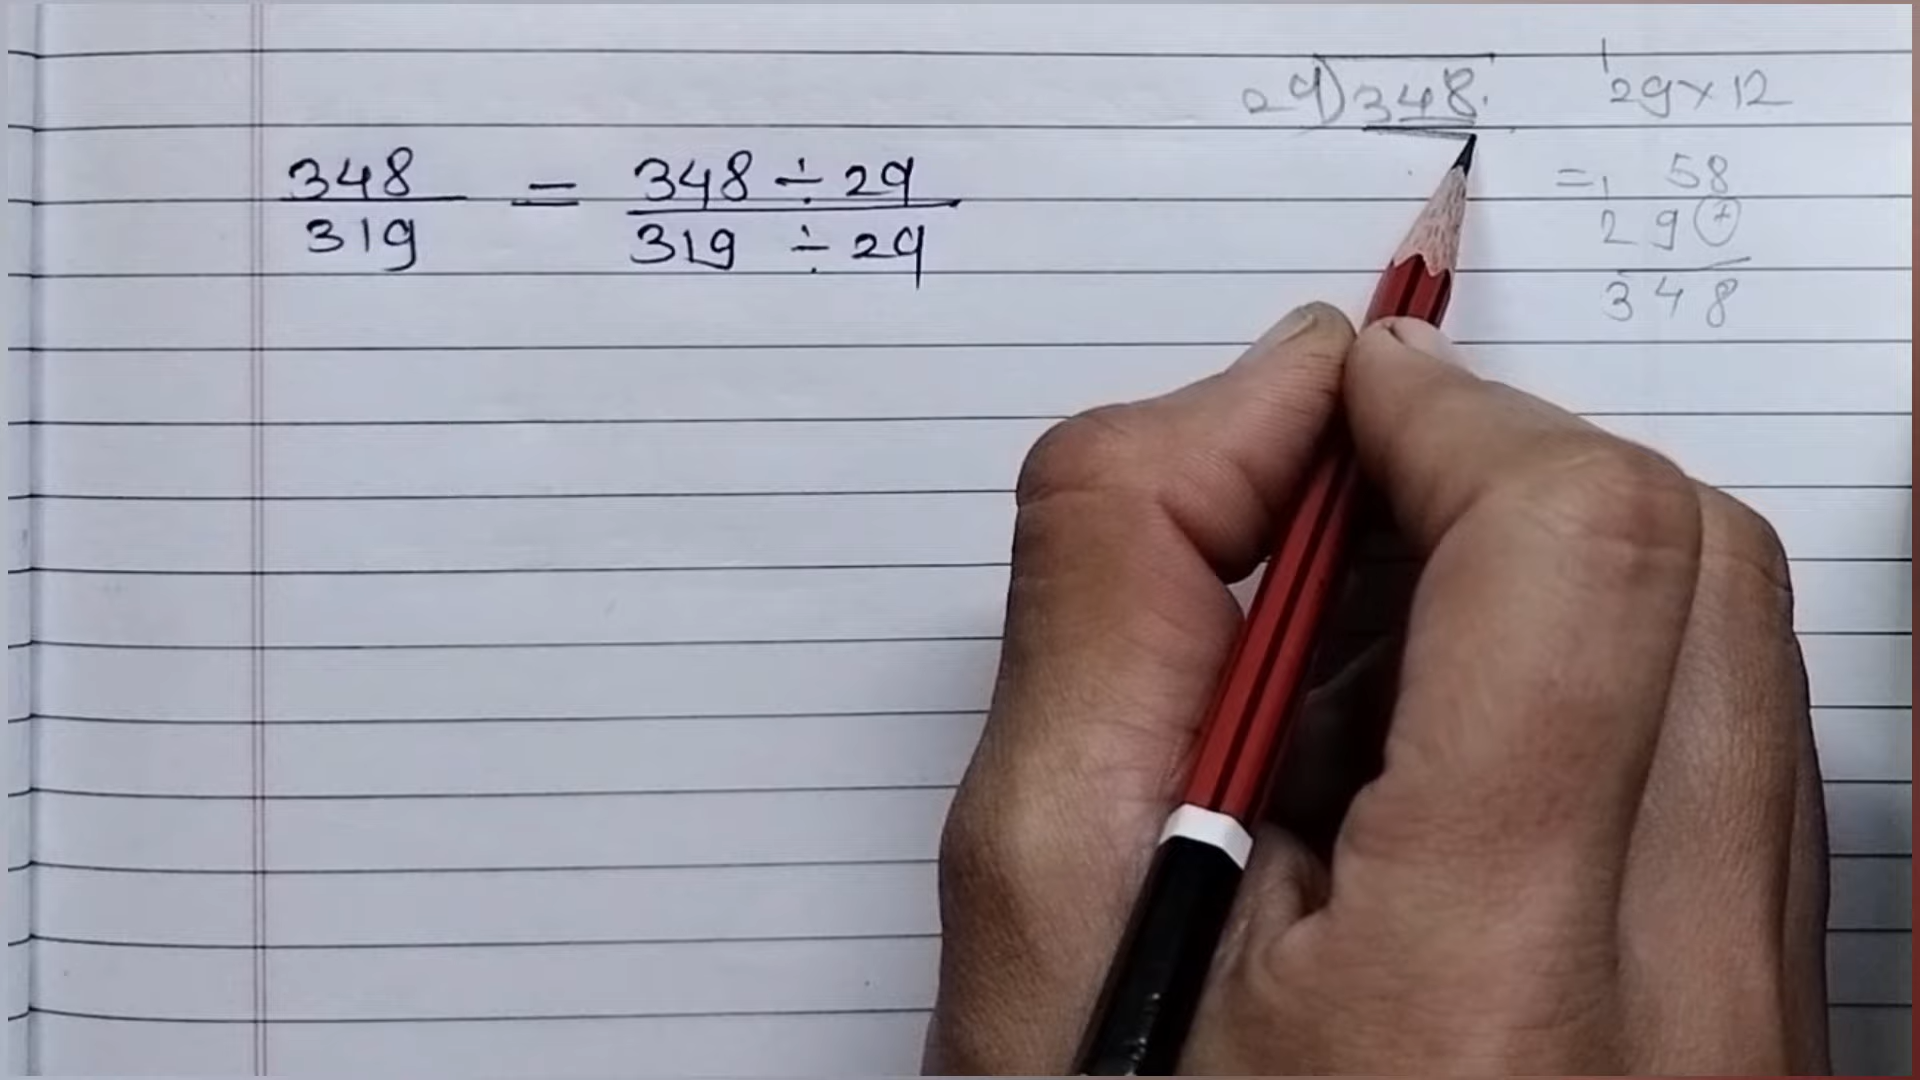 348/319 = 348 ÷ 29/319 ÷ 29
29)348
29 × 12
= 58
29 +
348